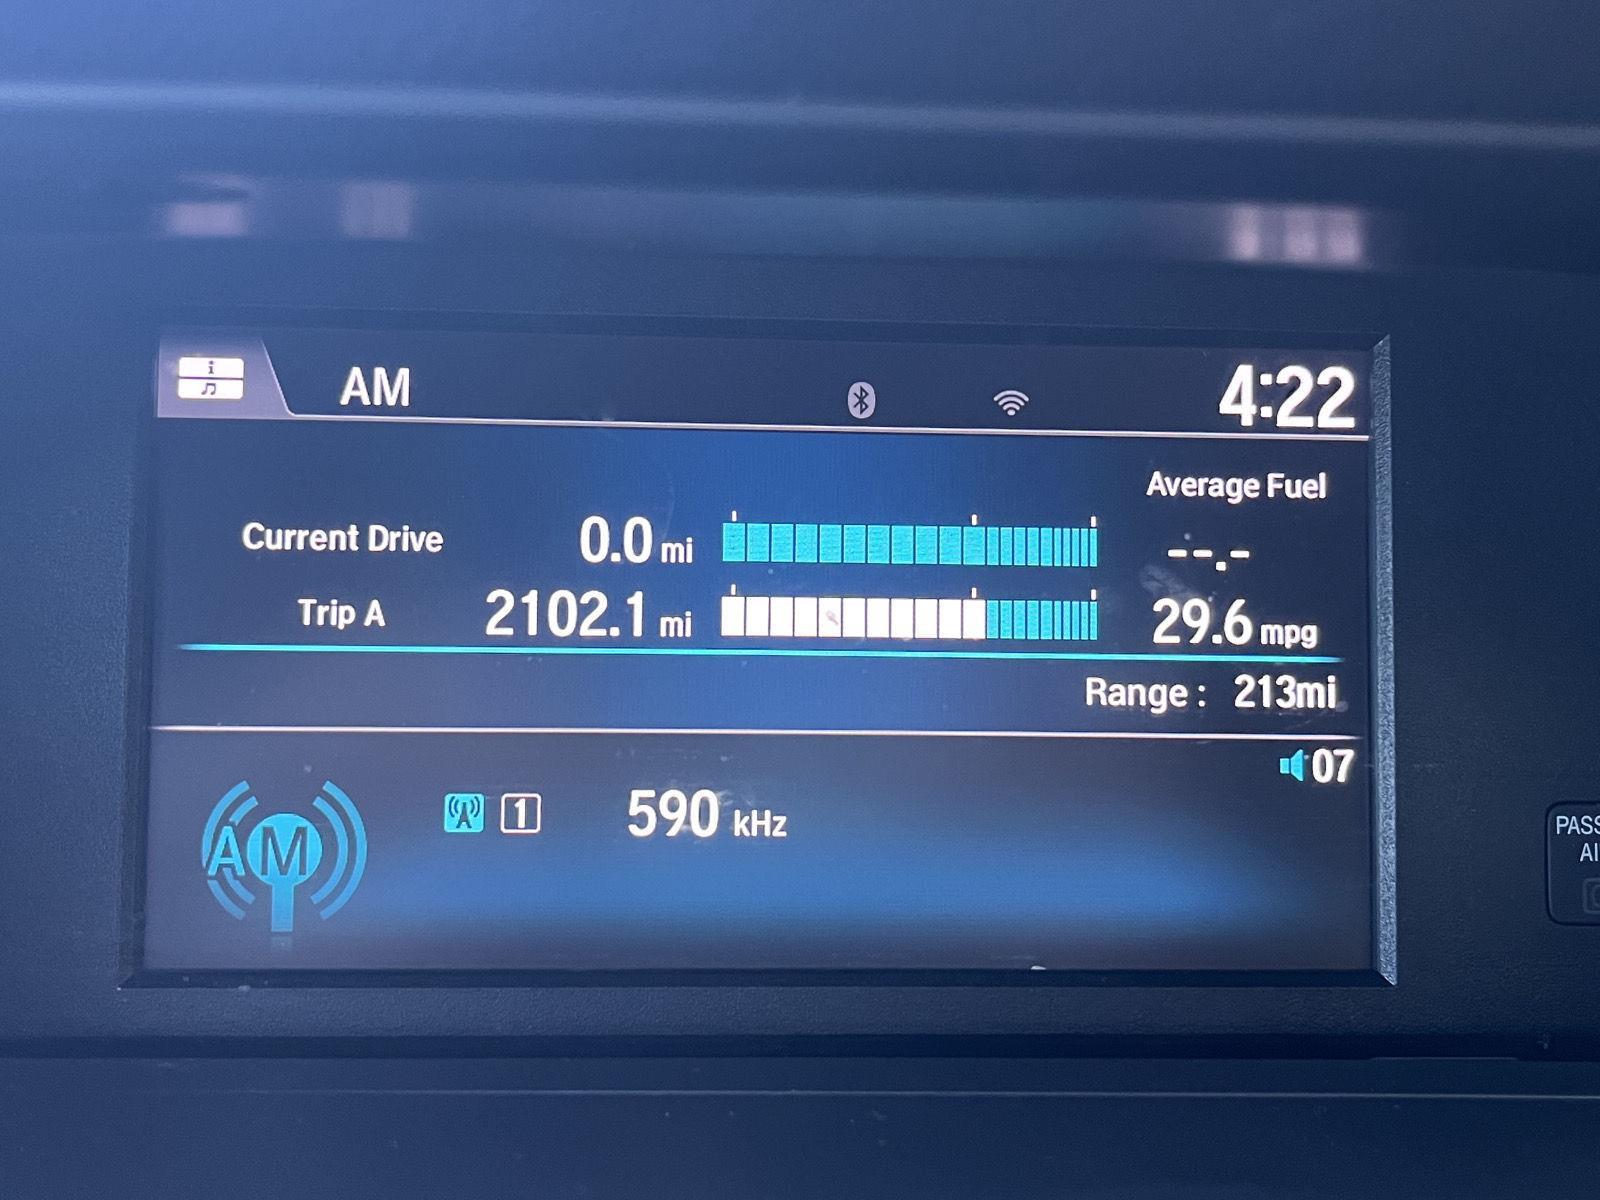 AM 4:22
Average Fuel
Current Drive 0.0 mi --.-
Trip A 2102.1 mi 29.6 mpg
Range : 213mi
07
AM 1 590 kHz
PASS